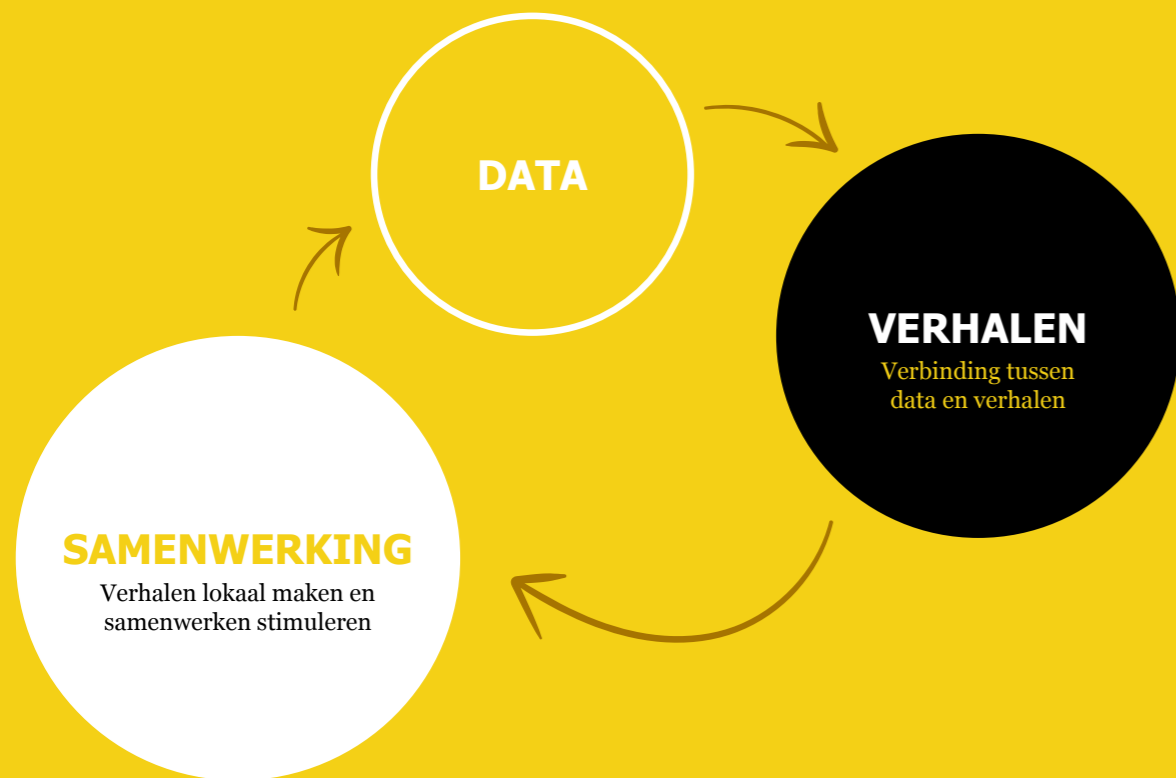 DATA
VERHALEN
Verbinding tussen
data en verhalen
SAMENWERKING
Verhalen lokaal maken en
samenwerken stimuleren